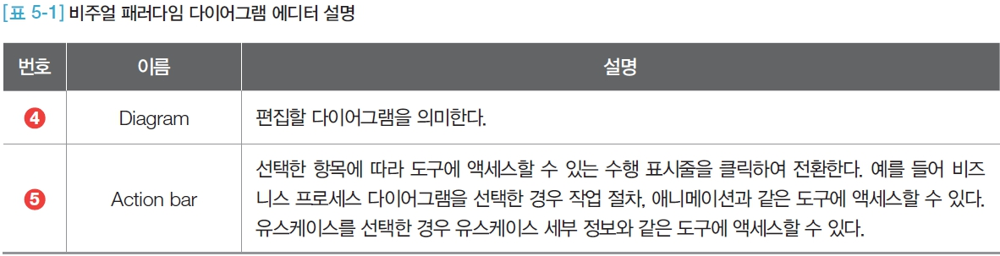 [표 5-1] 비주얼 패러다임 다이어그램 에디터 설명
번호 이름 설명
4 Diagram 편집할 다이어그램을 의미한다.
5 Action bar 선택한 항목에 따라 도구에 액세스할 수 있는 수행 표시줄을 클릭하여 전환한다. 예를 들어 비즈
니스 프로세스 다이어그램을 선택한 경우 작업 절차, 애니메이션과 같은 도구에 액세스할 수 있다.
유스케이스를 선택한 경우 유스케이스 세부 정보와 같은 도구에 액세스할 수 있다.